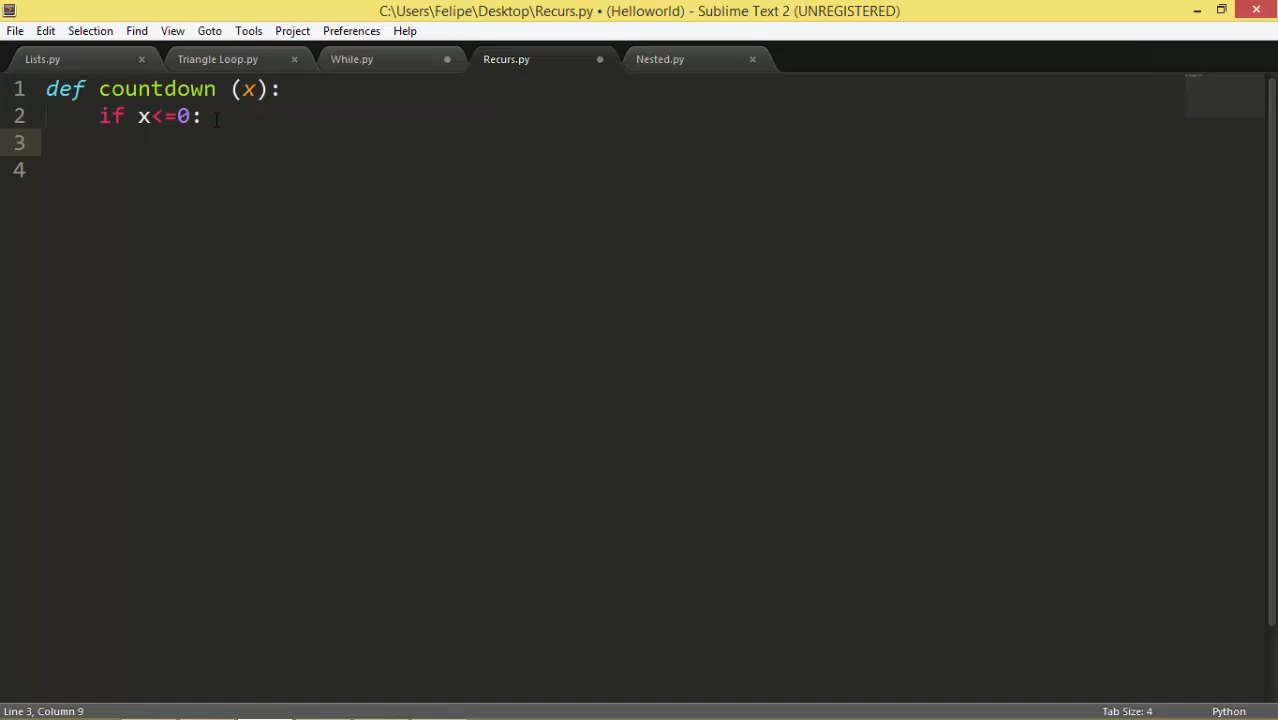 C:\Users\Felipe\Desktop\Recurs.py • (Helloworld) - Sublime Text 2 (UNREGISTERED)
File Edit Selection Find View Goto Tools Project Preferences Help
Lists.py Triangle Loop.py While.py Recurs.py Nested.py
1 def countdown (x):
2 if x<=0:
3
4
Line 3, Column 9 Tab Size: 4 Python